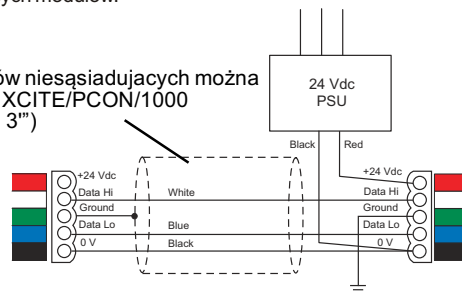 ych modułów.
ów niesąsiadujacych można
XCITE/PCON/1000
3'")
24 Vdc
PSU
Black
Red
+24 Vdc
Data Hi
Ground
Data Lo
0 V
White
Blue
Black
+24 Vdc
Data Hi
Ground
Data Lo
0 V